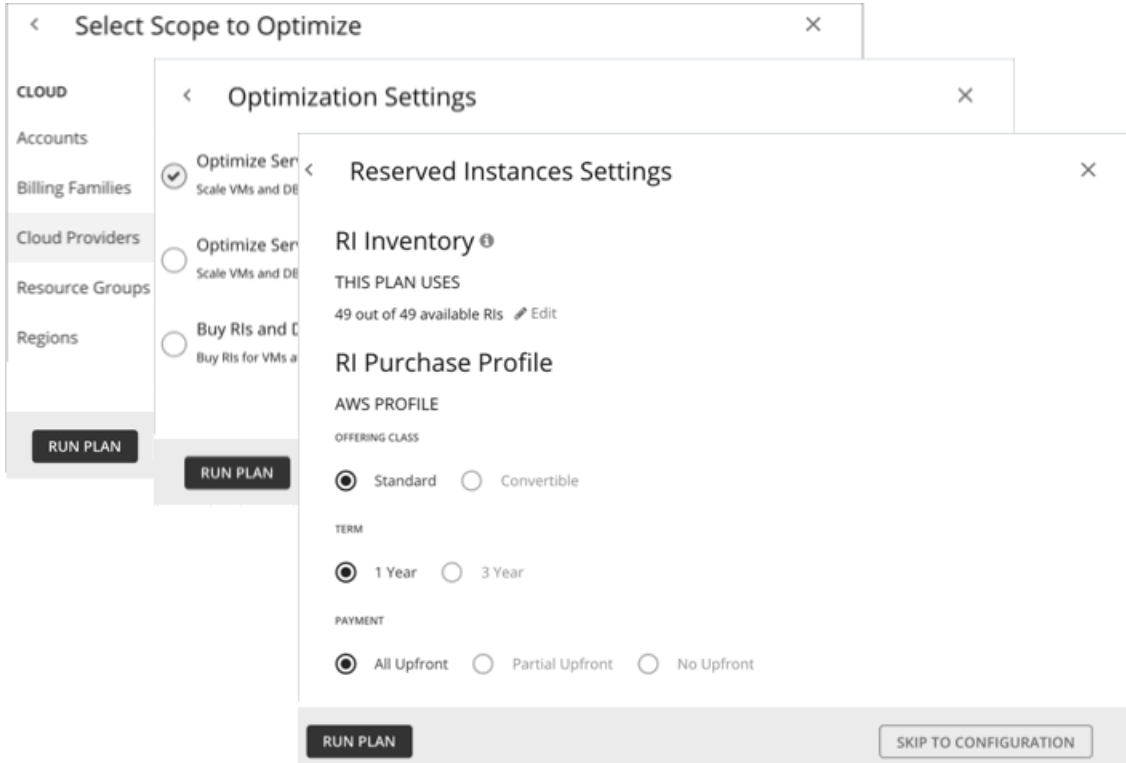 Select Scope to Optimize
CLOUD
Accounts
Billing Families
Cloud Providers
Resource Groups
Regions
RUN PLAN
Optimization Settings
Optimize Ser
Scale VMs and DB
Optimize Ser
Scale VMs and DB
Buy RIs and D
Buy RIs for VMs a
RUN PLAN
Reserved Instances Settings
RI Inventory
THIS PLAN USES
49 out of 49 available RIs Edit
RI Purchase Profile
AWS PROFILE
OFFERING CLASS
Standard Convertible
TERM
1 Year 3 Year
PAYMENT
All Upfront Partial Upfront No Upfront
RUN PLAN SKIP TO CONFIGURATION